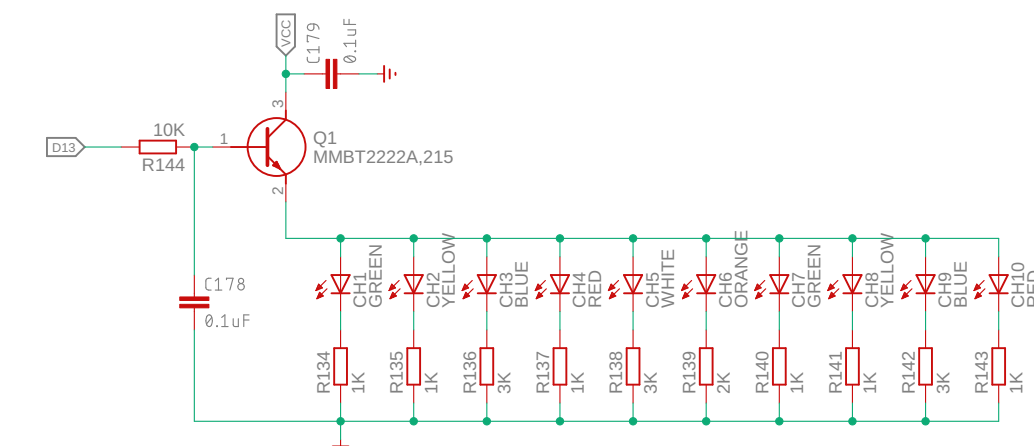 VCC
C179
0.1uF
3
D13
10K
R144
1
Q1
MMBT2222A,215
2
C178
0.1uF
CH1
GREEN
CH2
YELLOW
CH3
BLUE
CH4
RED
CH5
WHITE
CH6
ORANGE
CH7
GREEN
CH8
YELLOW
CH9
BLUE
CH10
RED
R134
1K
R135
1K
R136
3K
R137
1K
R138
3K
R139
2K
R140
1K
R141
1K
R142
3K
R143
1K